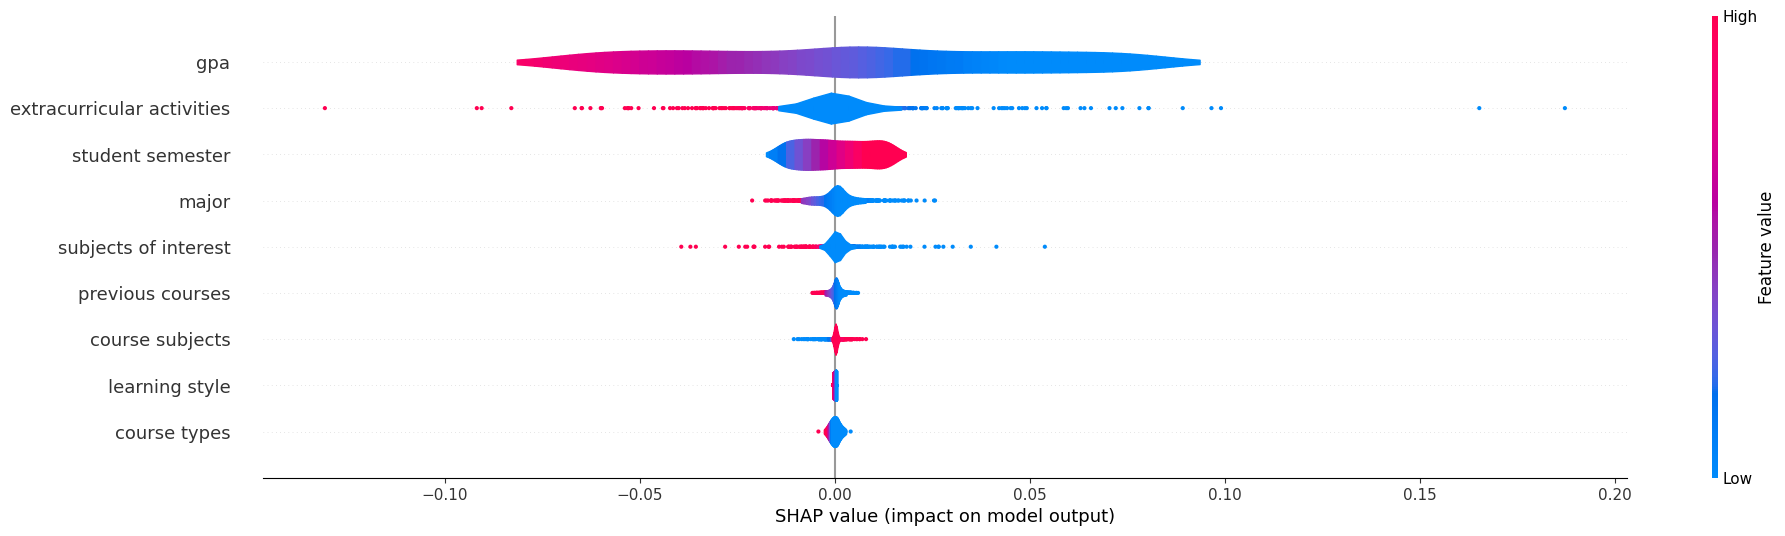 High
gpa
extracurricular activities
student semester
major
subjects of interest
previous courses
course subjects
learning style
course types
Feature value
Low
−0.10 −0.05 0.00 0.05 0.10 0.15 0.20
SHAP value (impact on model output)